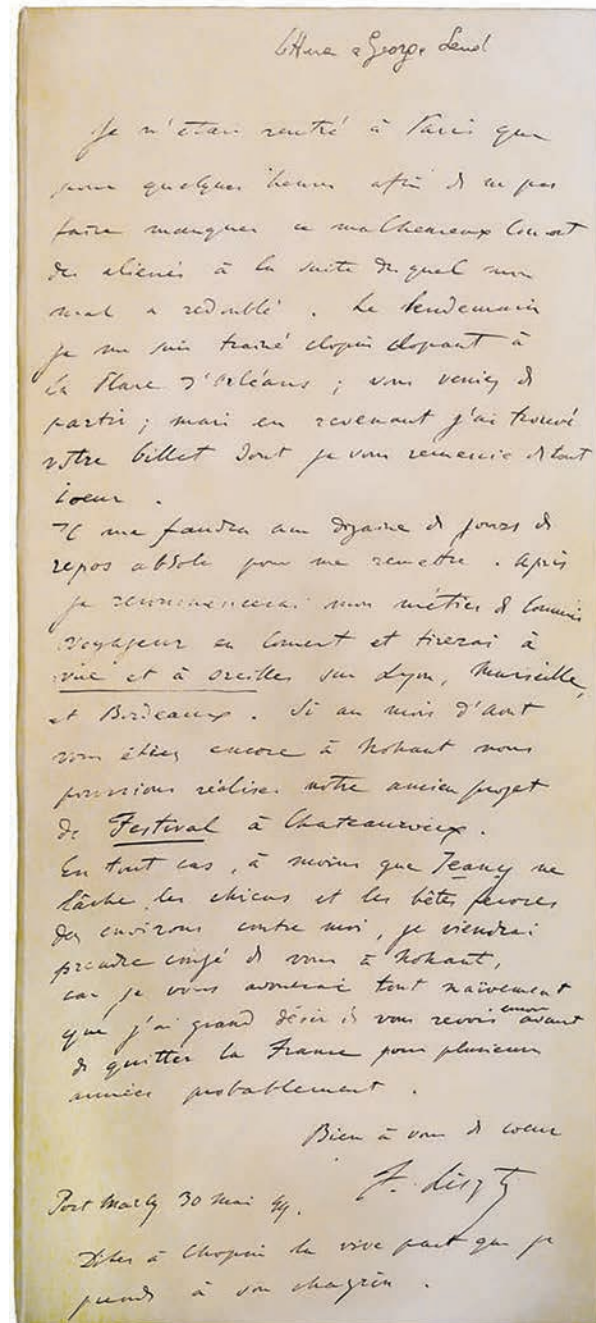 à George Sand
Je n'étais rentré à Paris que
pour quelques heures afin de ne pas
faire manquer ce malheureux Concert
des aliénés à la suite duquel mon
mal a redoublé. Le lendemain
je me suis traîné clopin clopant à
la Place d'Orléans ; vous veniez de
partir ; mais en revenant j'ai trouvé
votre billet dont je vous remercie de tout
coeur.
Il me faudra une dizaine de jours de
repos absolu pour me remettre. Après
je recommencerai mon métier de Commis
voyageur en Concert et tirerai à
vue et à oreilles sur Lyon, Marseille,
et Bordeaux. Si au mois d'Aout
vous étiez encore à Nohant nous
pourrions réaliser notre ancien projet
de Festival à Chateauroux.
En tout cas, à moins que ne
lâche les chiens et les bêtes féroces
des environs contre moi, je viendrai
prendre congé de vous à Nohant,
car je vous avouerai tout naïvement
que j'ai grand désir de vous revoir encore avant
de quitter la France pour plusieurs
années probablement.
Bien à vous de coeur
F. Liszt
Port Marly 30 Mai 44.
Dites à Chopin la vive part que je
prends à son chagrin.